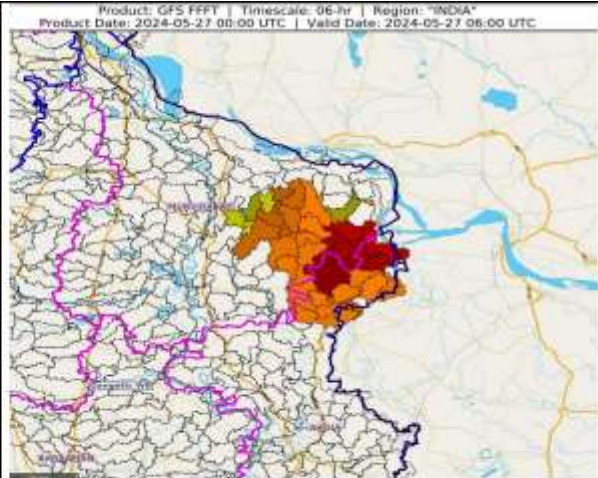 Product: GFS FFFT | Timescale: 06-hr | Region: "INDIA"
Product Date: 2024-05-27 00:00 UTC | Valid Date: 2024-05-27 06:00 UTC